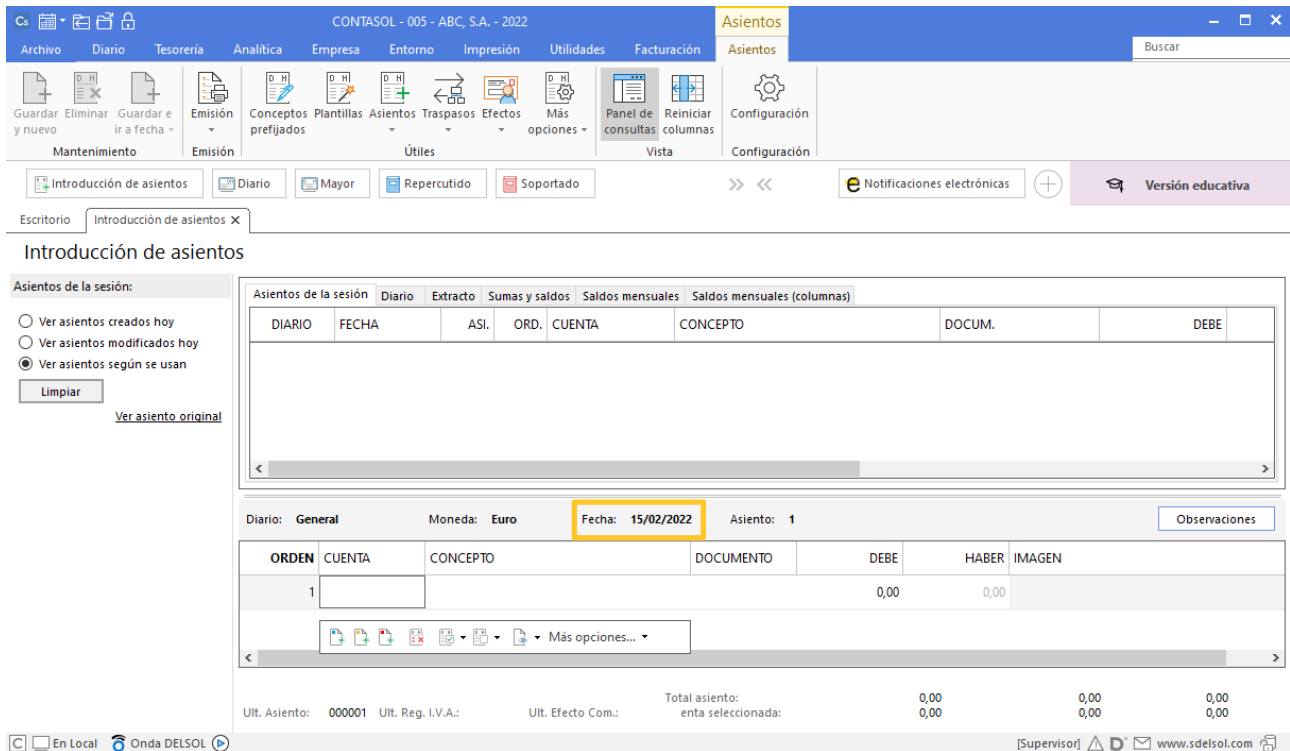 Cs CONTASOL - 005 - ABC, S.A. - 2022 Asientos
Archivo Diario Tesorería Analítica Empresa Entorno Impresión Utilidades Facturación Asientos Buscar
D H D H D H D H D H
Guardar Eliminar Guardar e Emisión Conceptos Plantillas Asientos Traspasos Efectos Más Panel de Reiniciar Configuración
y nuevo ir a fecha prefijados opciones consultas columnas
Mantenimiento Emisión Útiles Vista Configuración
Introducción de asientos Diario Mayor Repercutido Soportado >> << e Notificaciones electrónicas Versión educativa
Escritorio Introducción de asientos X
Introducción de asientos
Asientos de la sesión:
Ver asientos creados hoy
Ver asientos modificados hoy
Ver asientos según se usan
Limpiar
Ver asiento original
Asientos de la sesión Diario Extracto Sumas y saldos Saldos mensuales Saldos mensuales (columnas)
DIARIO FECHA ASI. ORD. CUENTA CONCEPTO DOCUM. DEBE
Diario: General Moneda: Euro Fecha: 15/02/2022 Asiento: 1 Observaciones
ORDEN CUENTA CONCEPTO DOCUMENTO DEBE HABER IMAGEN
1 0,00 0,00
Más opciones...
Total asiento: 0,00 0,00 0,00
Ult. Asiento: 000001 Ult. Reg. I.V.A.: Ult. Efecto Com.: enta seleccionada: 0,00 0,00 0,00
C En Local Onda DELSOL [Supervisor] D www.sdelsol.com